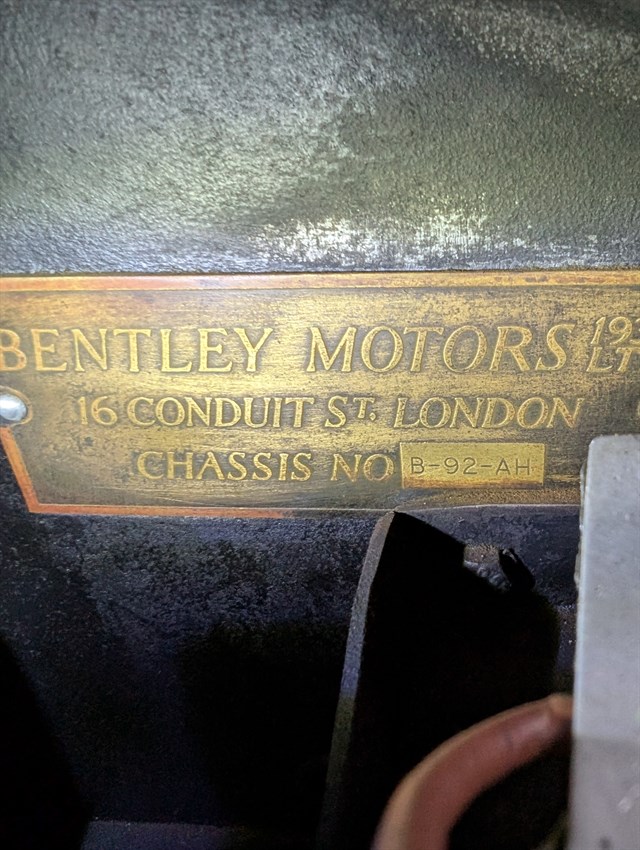 BENTLEY MOTORS
16 CONDUIT ST. LONDON
CHASSIS NO B-92-AH